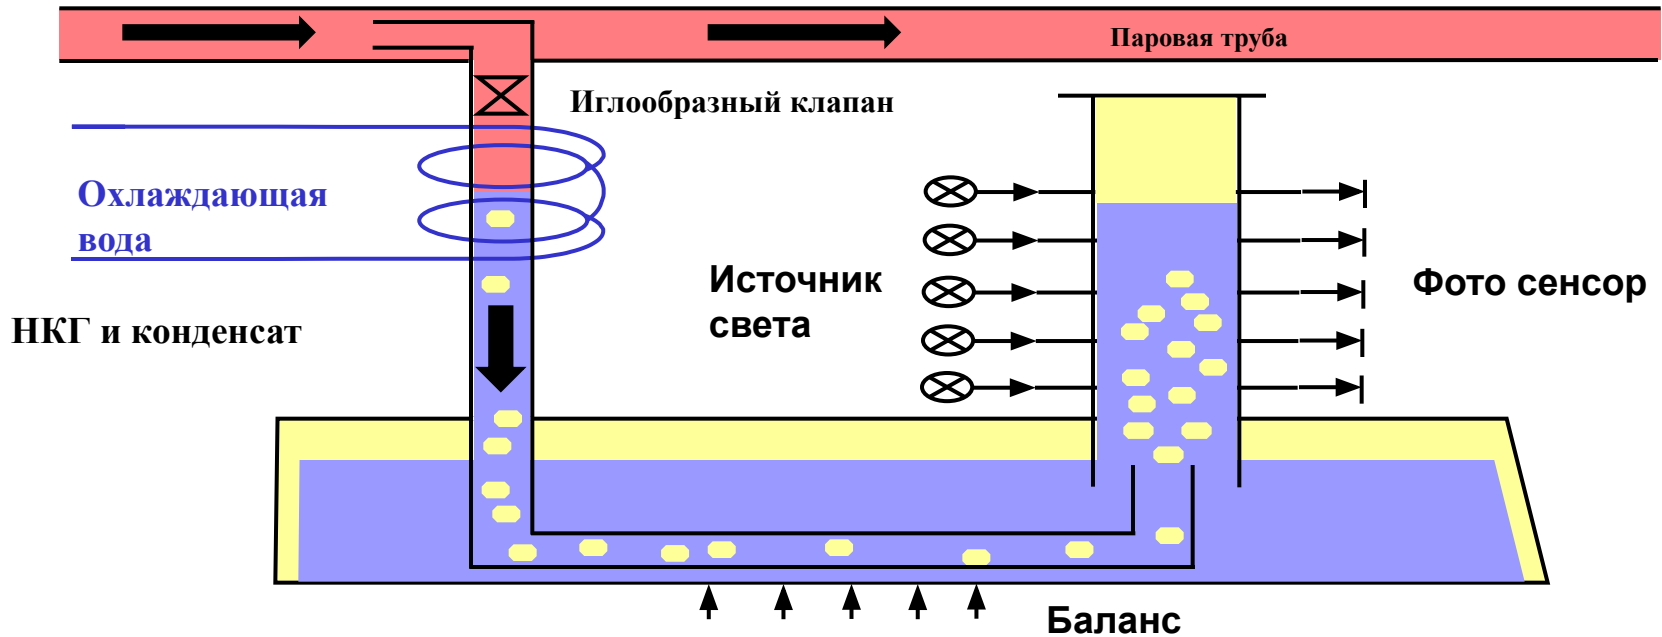 Паровая труба
Иглообразный клапан
Охлаждающая
вода
Источник
света
Фото сенсор
НКГ и конденсат
Баланс